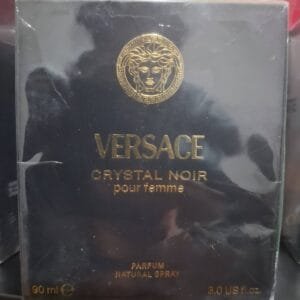 VERSACE
CRYSTAL NOIR
pour femme
PARFUM
NATURAL SPRAY
90 ml ℮ 3.0 US fl.oz.